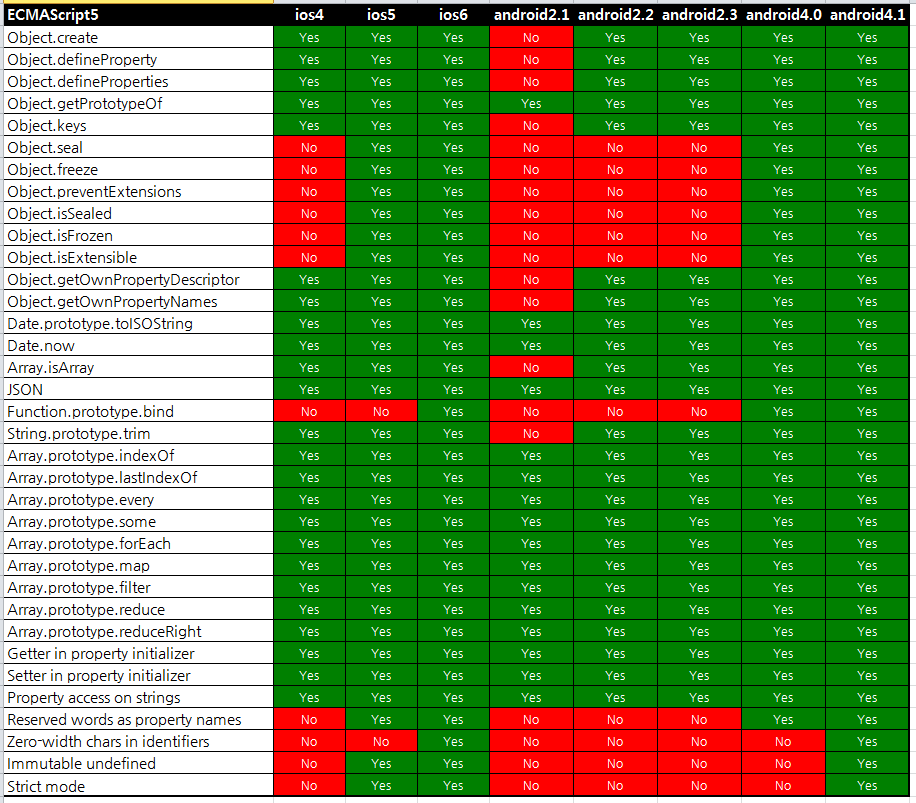 ECMAScript5 ios4 ios5 ios6 android2.1 android2.2 android2.3 android4.0 android4.1
Object.create Yes Yes Yes No Yes Yes Yes Yes
Object.defineProperty Yes Yes Yes No Yes Yes Yes Yes
Object.defineProperties Yes Yes Yes No Yes Yes Yes Yes
Object.getPrototypeOf Yes Yes Yes Yes Yes Yes Yes Yes
Object.keys Yes Yes Yes No Yes Yes Yes Yes
Object.seal No Yes Yes No No No Yes Yes
Object.freeze No Yes Yes No No No Yes Yes
Object.preventExtensions No Yes Yes No No No Yes Yes
Object.isSealed No Yes Yes No No No Yes Yes
Object.isFrozen No Yes Yes No No No Yes Yes
Object.isExtensible No Yes Yes No No No Yes Yes
Object.getOwnPropertyDescriptor Yes Yes Yes No Yes Yes Yes Yes
Object.getOwnPropertyNames Yes Yes Yes No Yes Yes Yes Yes
Date.prototype.toISOString Yes Yes Yes Yes Yes Yes Yes Yes
Date.now Yes Yes Yes Yes Yes Yes Yes Yes
Array.isArray Yes Yes Yes No Yes Yes Yes Yes
JSON Yes Yes Yes Yes Yes Yes Yes Yes
Function.prototype.bind No No Yes No No No Yes Yes
String.prototype.trim Yes Yes Yes No Yes Yes Yes Yes
Array.prototype.indexOf Yes Yes Yes Yes Yes Yes Yes Yes
Array.prototype.lastIndexOf Yes Yes Yes Yes Yes Yes Yes Yes
Array.prototype.every Yes Yes Yes Yes Yes Yes Yes Yes
Array.prototype.some Yes Yes Yes Yes Yes Yes Yes Yes
Array.prototype.forEach Yes Yes Yes Yes Yes Yes Yes Yes
Array.prototype.map Yes Yes Yes Yes Yes Yes Yes Yes
Array.prototype.filter Yes Yes Yes Yes Yes Yes Yes Yes
Array.prototype.reduce Yes Yes Yes Yes Yes Yes Yes Yes
Array.prototype.reduceRight Yes Yes Yes Yes Yes Yes Yes Yes
Getter in property initializer Yes Yes Yes Yes Yes Yes Yes Yes
Setter in property initializer Yes Yes Yes Yes Yes Yes Yes Yes
Property access on strings Yes Yes Yes Yes Yes Yes Yes Yes
Reserved words as property names No Yes Yes No No No Yes Yes
Zero-width chars in identifiers No No Yes No No No No Yes
Immutable undefined No Yes Yes No No No No Yes
Strict mode No Yes Yes No No No No Yes